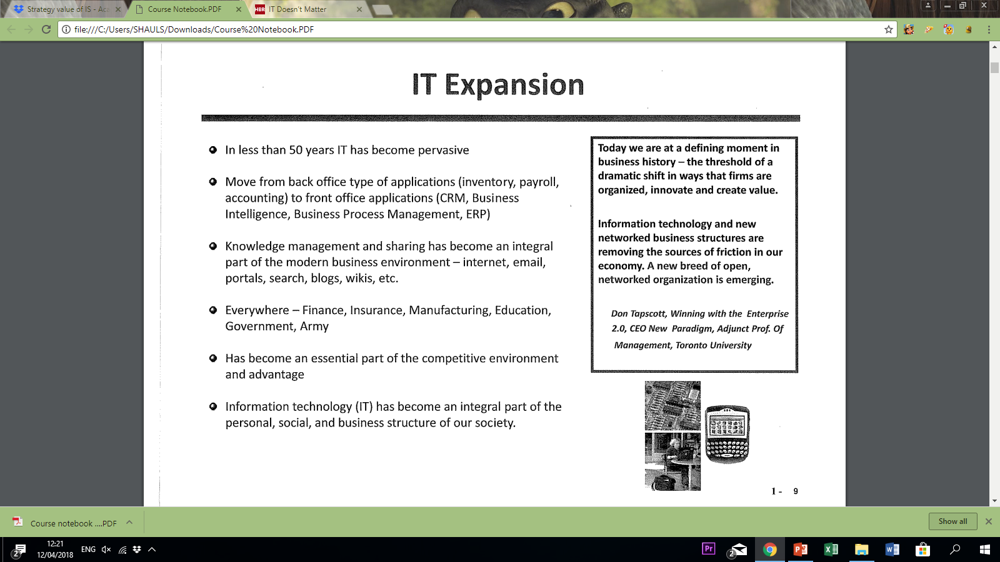 Strategy value of IS - Aca
Course Notebook.PDF
HBR IT Doesn't Matter
file:///C:/Users/SHAULS/Downloads/Course%20Notebook.PDF
IT Expansion
In less than 50 years IT has become pervasive
Move from back office type of applications (inventory, payroll,
accounting) to front office applications (CRM, Business
Intelligence, Business Process Management, ERP)
Knowledge management and sharing has become an integral
part of the modern business environment – internet, email,
portals, search, blogs, wikis, etc.
Everywhere – Finance, Insurance, Manufacturing, Education,
Government, Army
Has become an essential part of the competitive environment
and advantage
Information technology (IT) has become an integral part of the
personal, social, and business structure of our society.
Today we are at a defining moment in
business history – the threshold of a
dramatic shift in ways that firms are
organized, innovate and create value.
Information technology and new
networked business structures are
removing the sources of friction in our
economy. A new breed of open,
networked organization is emerging.
Don Tapscott, Winning with the Enterprise
2.0, CEO New Paradigm, Adjunct Prof. Of
Management, Toronto University
1 - 9
Course notebook ....PDF
Show all
2
12:21
12/04/2018
ENG
Pr
2